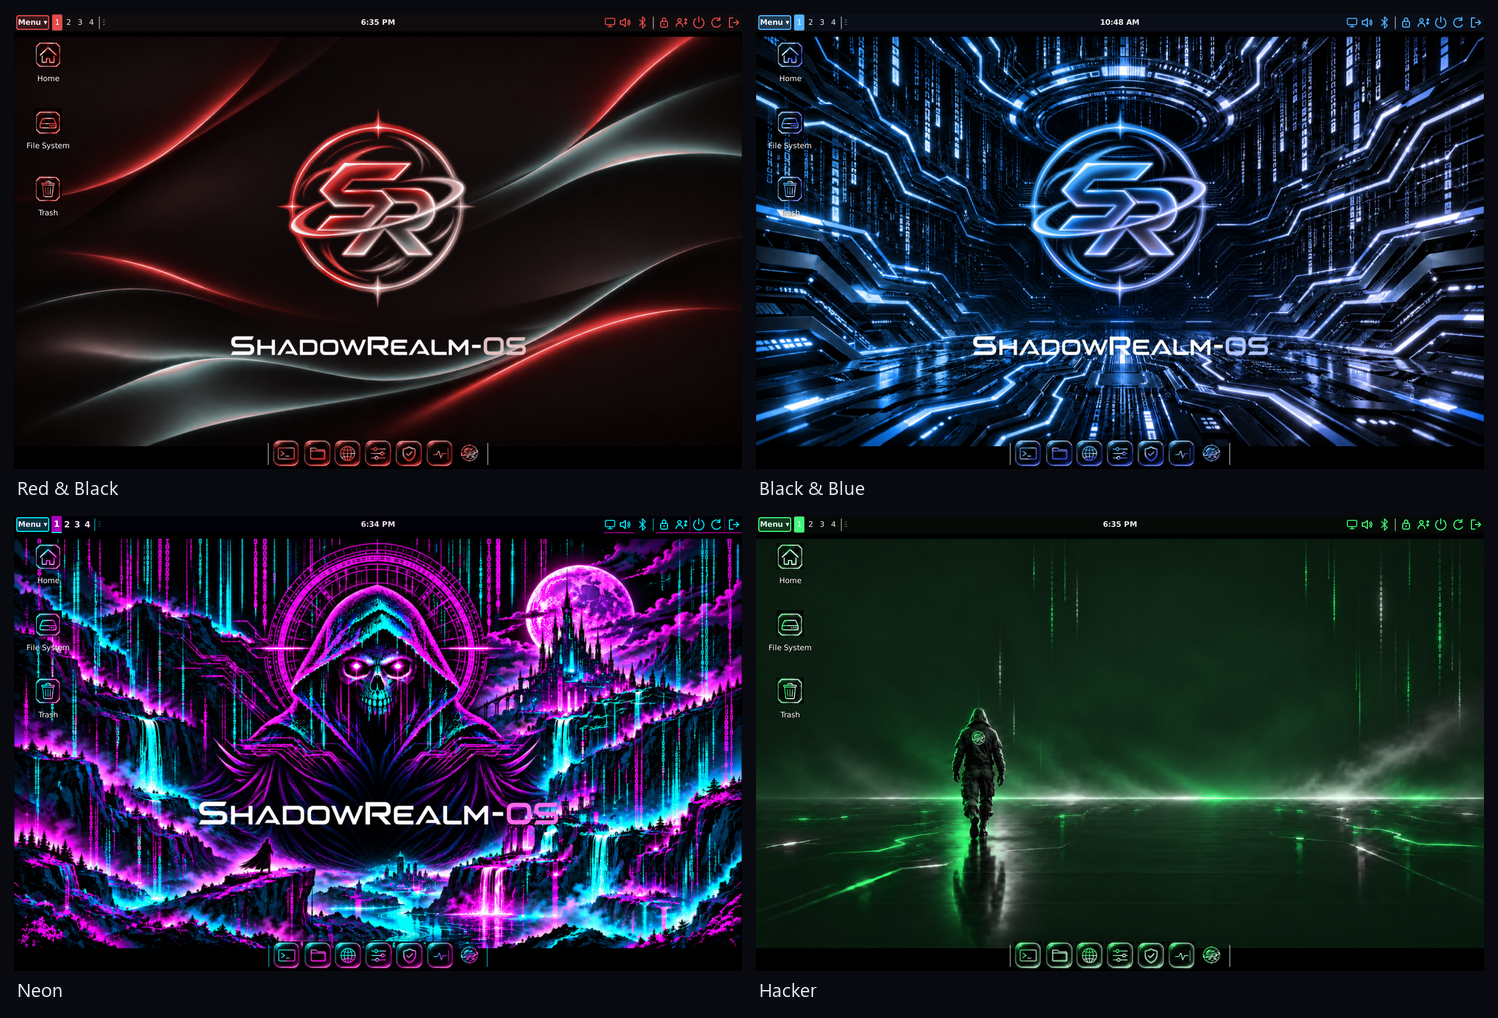 Menu ▾ 1 2 3 4
6:35 PM
Home
File System
Trash
SR
ShadowRealm-OS
Red & Black
Menu ▾ 1 2 3 4
10:48 AM
Home
File System
Trash
SR
ShadowRealm-OS
Black & Blue
Menu ▾ 1 2 3 4
6:34 PM
Home
File System
Trash
ShadowRealm-OS
Neon
Menu ▾ 1 2 3 4
6:35 PM
Home
File System
Trash
Hacker